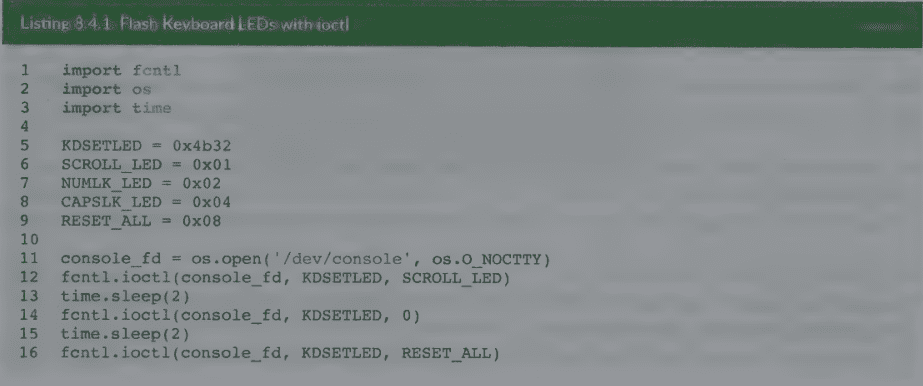 Listing 8.4.1 Flash Keyboard LEDs with ioctl
1 import fcntl
2 import os
3 import time
4
5 KDSETLED = 0x4b32
6 SCROLL_LED = 0x01
7 NUMLK_LED = 0x02
8 CAPSLK_LED = 0x04
9 RESET_ALL = 0x08
10
11 console_fd = os.open('/dev/console', os.O_NOCTTY)
12 fcntl.ioctl(console_fd, KDSETLED, SCROLL_LED)
13 time.sleep(2)
14 fcntl.ioctl(console_fd, KDSETLED, 0)
15 time.sleep(2)
16 fcntl.ioctl(console_fd, KDSETLED, RESET_ALL)